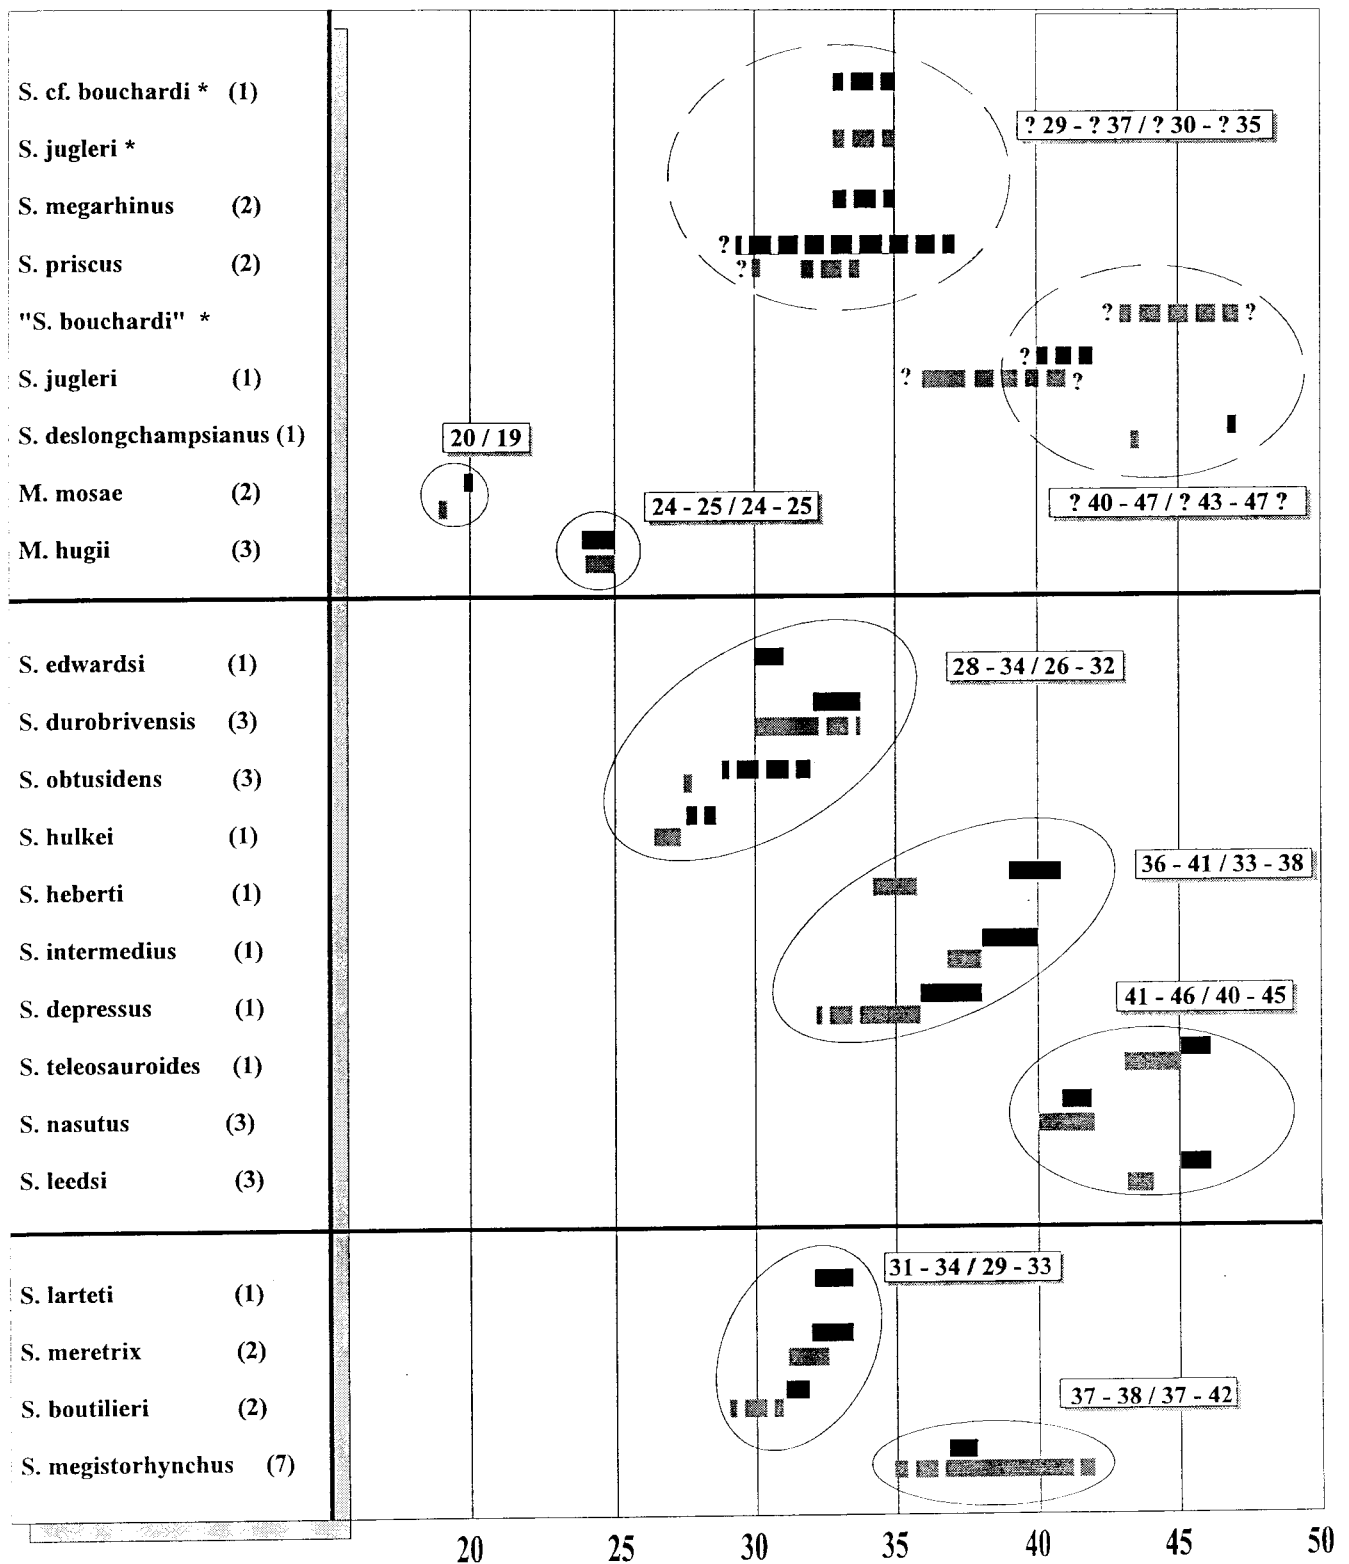 S. cf. bouchardi * (1)
? 29 - ? 37 / ? 30 - ? 35
S. jugleri *
S. megarhinus (2)
?
S. priscus (2)
?
"S. bouchardi" *
? ?
?
S. jugleri (1)
? ?
S. deslongchampsianus (1)
20 / 19
M. mosae (2)
24 - 25 / 24 - 25
? 40 - 47 / ? 43 - 47 ?
M. hugii (3)
S. edwardsi (1)
28 - 34 / 26 - 32
S. durobrivensis (3)
S. obtusidens (3)
S. hulkei (1)
36 - 41 / 33 - 38
S. heberti (1)
S. intermedius (1)
41 - 46 / 40 - 45
S. depressus (1)
S. teleosauroides (1)
S. nasutus (3)
S. leedsi (3)
31 - 34 / 29 - 33
S. larteti (1)
S. meretrix (2)
37 - 38 / 37 - 42
S. boutilieri (2)
S. megistorhynchus (7)
20 25 30 35 40 45 50